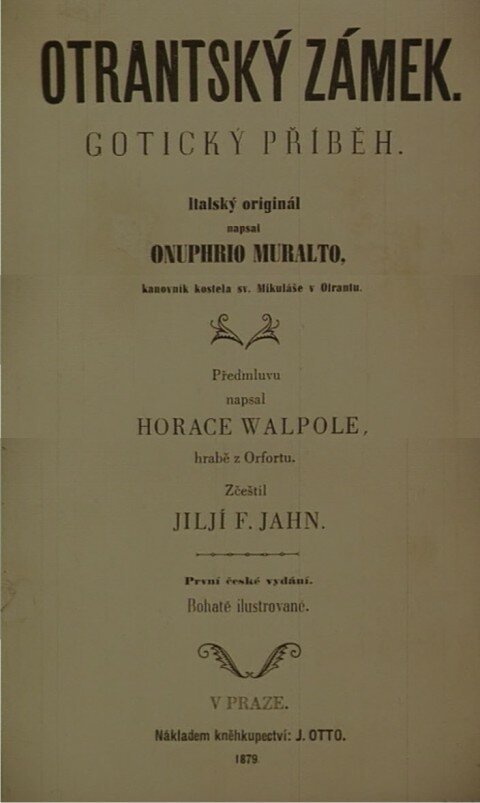 OTRANTSKÝ ZÁMEK.
GOTICKÝ PŘÍBĚH.
Italský originál
napsal
ONUPHRIO MURALTO,
kanovník kostela sv. Mikuláše v Otrantu.
Předmluvu
napsal
HORACE WALPOLE,
hrabě z Orfortu.
Zčeštil
JILJÍ F. JAHN.
První české vydání.
Bohatě ilustrované.
V PRAZE.
Nákladem kněhkupectví: J. OTTO.
1879